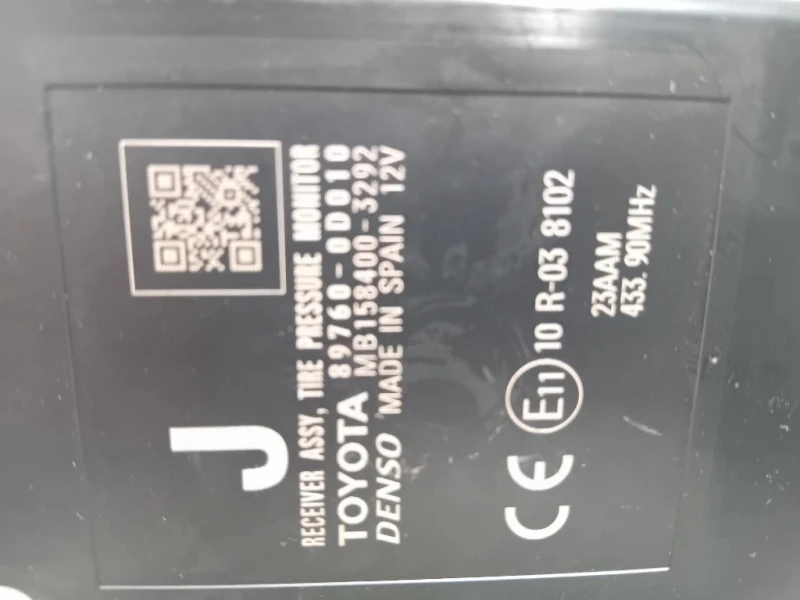 J
RECEIVER ASSY, TIRE PRESSURE MONITOR
TOYOTA 89760-0D010
MB158400-3292
DENSO MADE IN SPAIN 12V
CE E11 10 R-03 8102
23AAM
433.90MHz